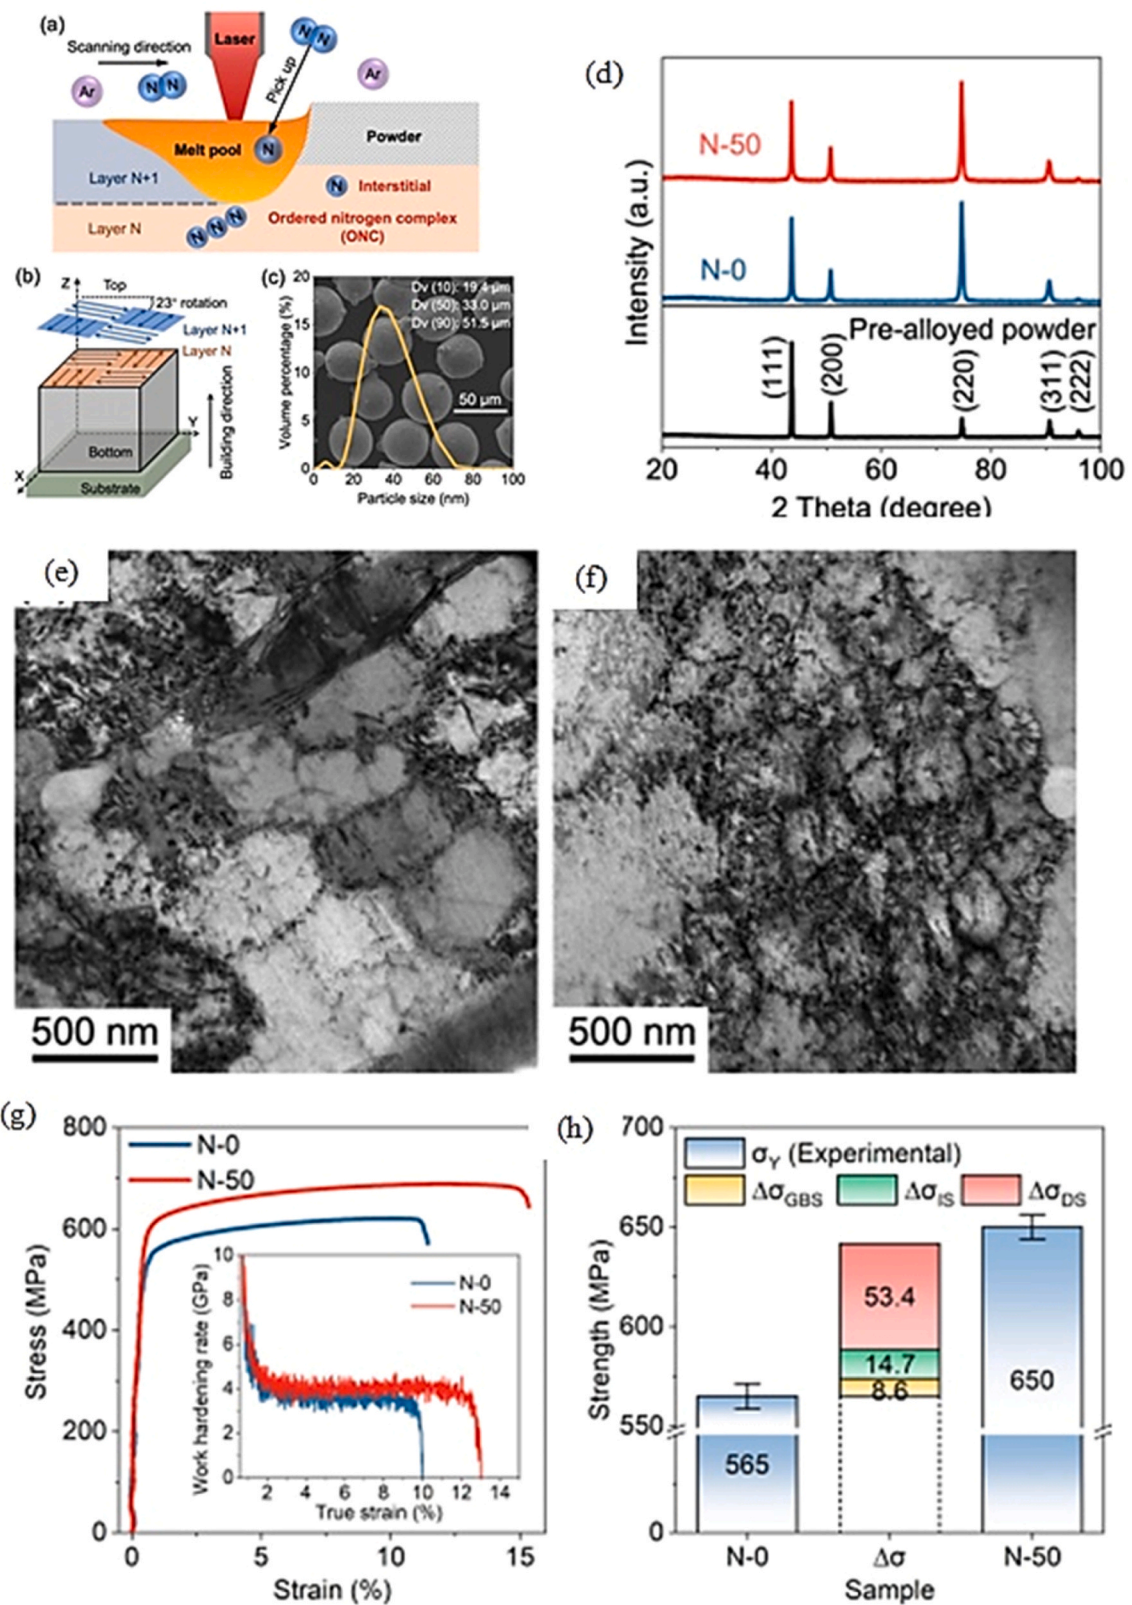 (a)
Scanning direction
Laser
N N
Ar
N N
Pick up
Ar
Melt pool
N
Powder
Layer N+1
N Interstitial
Layer N
N N N
Ordered nitrogen complex
(ONC)
(b)
Z
Top
23° rotation
Layer N+1
Layer N
Y
Building direction
Bottom
X
Substrate
(c)
Volume percentage (%)
20
15
10
5
0
Dv (10): 19.4 µm
Dv (50): 33.0 µm
Dv (90): 51.5 µm
50 µm
0 20 40 60 80 100
Particle size (nm)
(d)
Intensity (a.u.)
N-50
N-0
Pre-alloyed powder
(111) (200) (220) (311) (222)
20 40 60 80 100
2 Theta (degree)
(e)
500 nm
(f)
500 nm
(g)
Stress (MPa)
800
600
400
200
0
N-0
N-50
Work hardening rate (GPa)
10
8
6
4
2
0
N-0
N-50
2 4 6 8 10 12 14
True strain (%)
0 5 10 15
Strain (%)
(h)
Strength (MPa)
700
650
600
550
0
σY (Experimental)
ΔσGBS ΔσIS ΔσDS
565
53.4
14.7
8.6
650
N-0 Δσ N-50
Sample